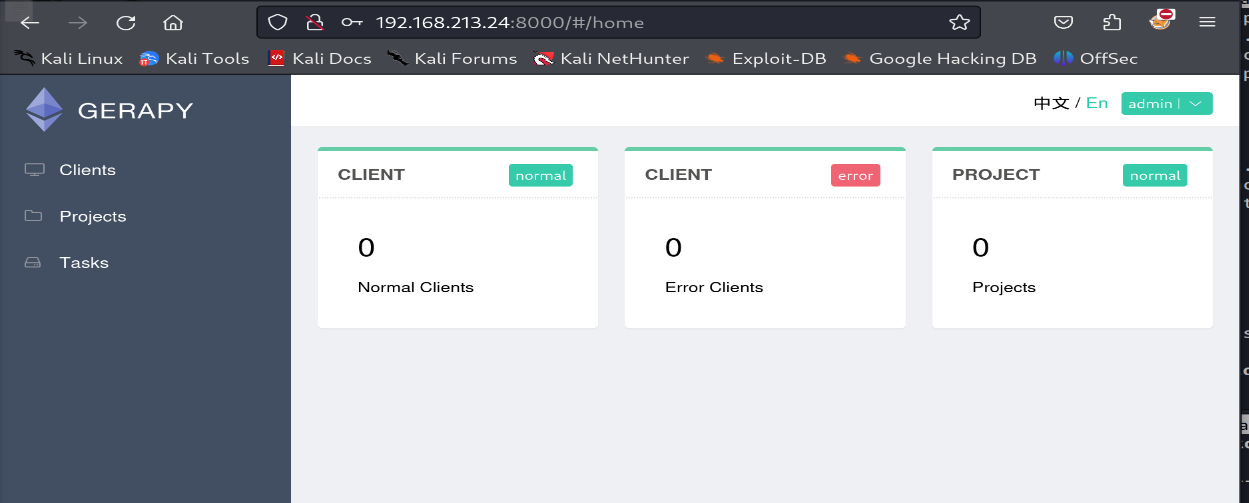 192.168.213.24:8000/#/home
Kali Linux Kali Tools Kali Docs Kali Forums Kali NetHunter Exploit-DB Google Hacking DB OffSec
GERAPY
中文 / En admin |
Clients
Projects
Tasks
CLIENT normal
0
Normal Clients
CLIENT error
0
Error Clients
PROJECT normal
0
Projects